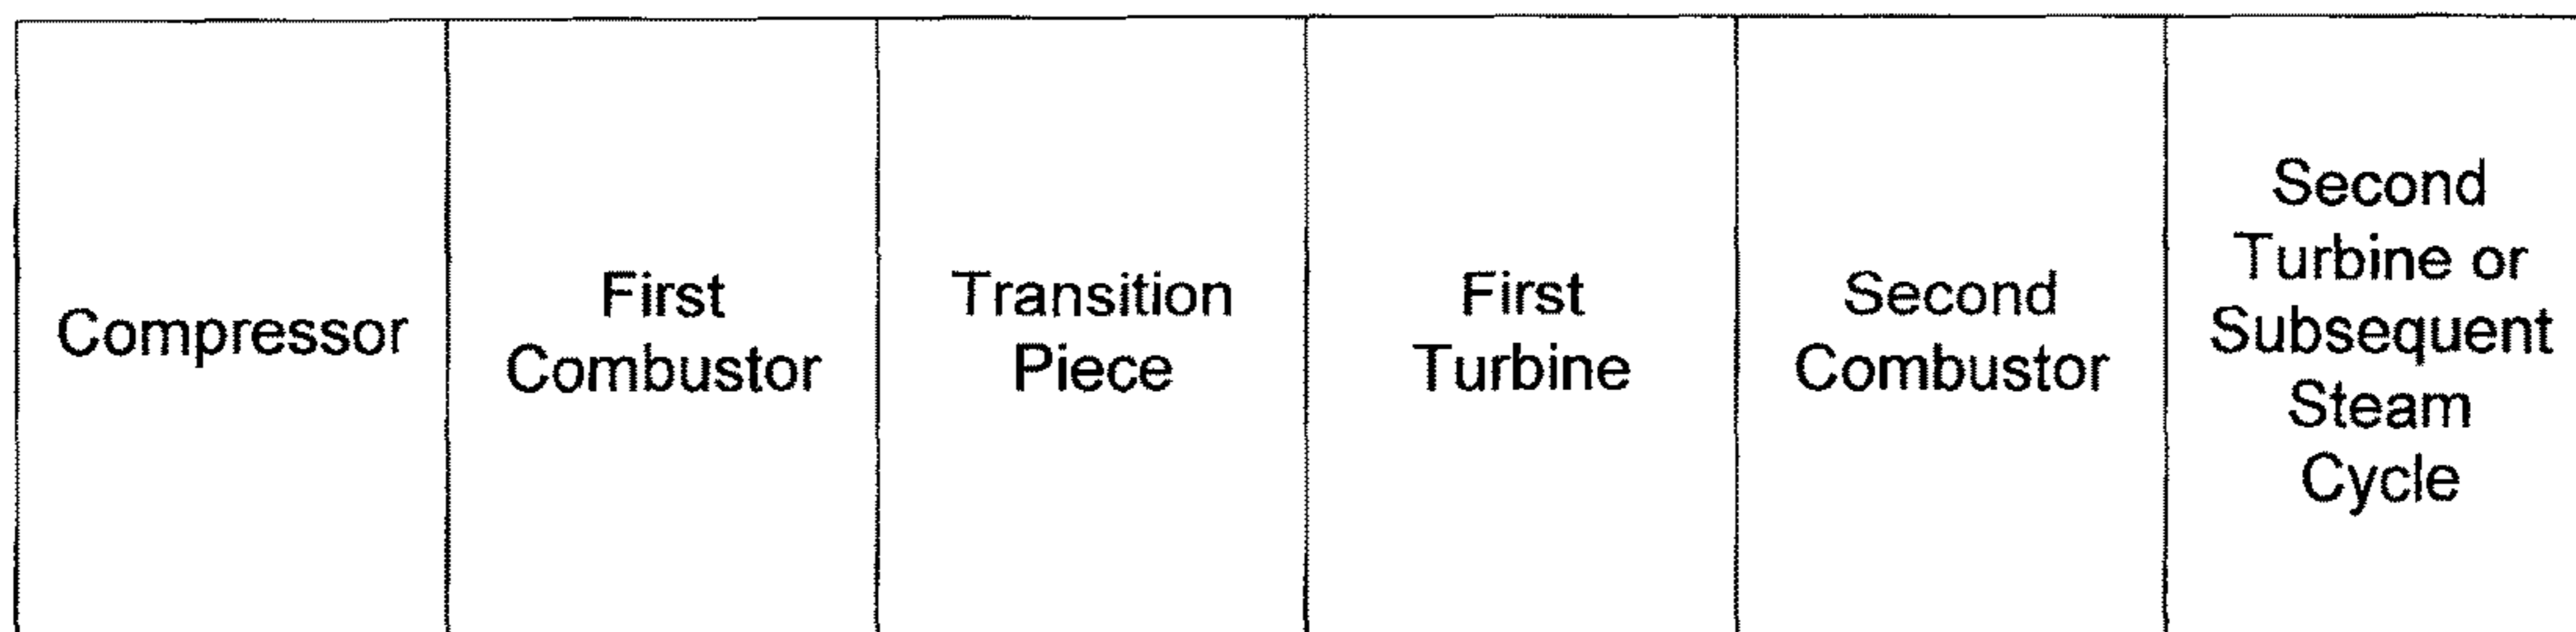 Compressor
First
Combustor
Transition
Piece
First
Turbine
Second
Combustor
Second
Turbine or
Subsequent
Steam
Cycle